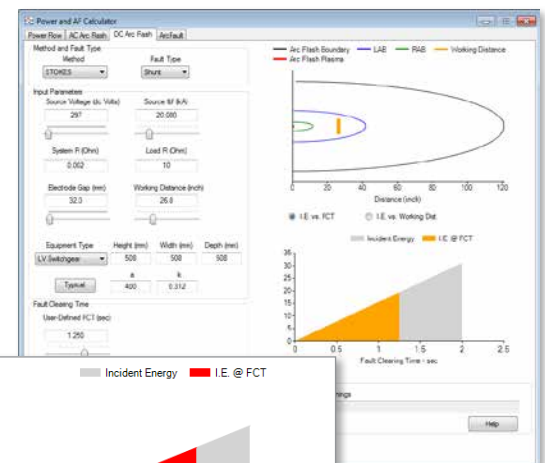 Power and AF Calculator
Power Flow AC Arc Flash DC Arc Flash ArcFault
Method and Fault Type
Method Fault Type
STOKES Shunt
Input Parameters
Source Voltage (dc Volts) Source Ibf (kA)
297 20.000
System R (Ohm) Load R (Ohm)
0.002 10
Electrode Gap (mm) Working Distance (inch)
32.0 26.8
Equipment Type Height (mm) Width (mm) Depth (mm)
LV Switchgear 508 508 508
a k
Typical 400 0.312
Fault Clearing Time
User-Defined FCT (sec)
1.250
Arc Flash Boundary LAB RAB Working Distance
Arc Flash Plasma
0 20 40 60 80 100 120
Distance (inch)
I.E. vs. FCT I.E. vs. Working Dist
Incident Energy I.E. @ FCT
35
30
25
20
15
10
5
0
0 0.5 1 1.5 2 2.5
Fault Clearing Time - sec
Help
Incident Energy I.E. @ FCT